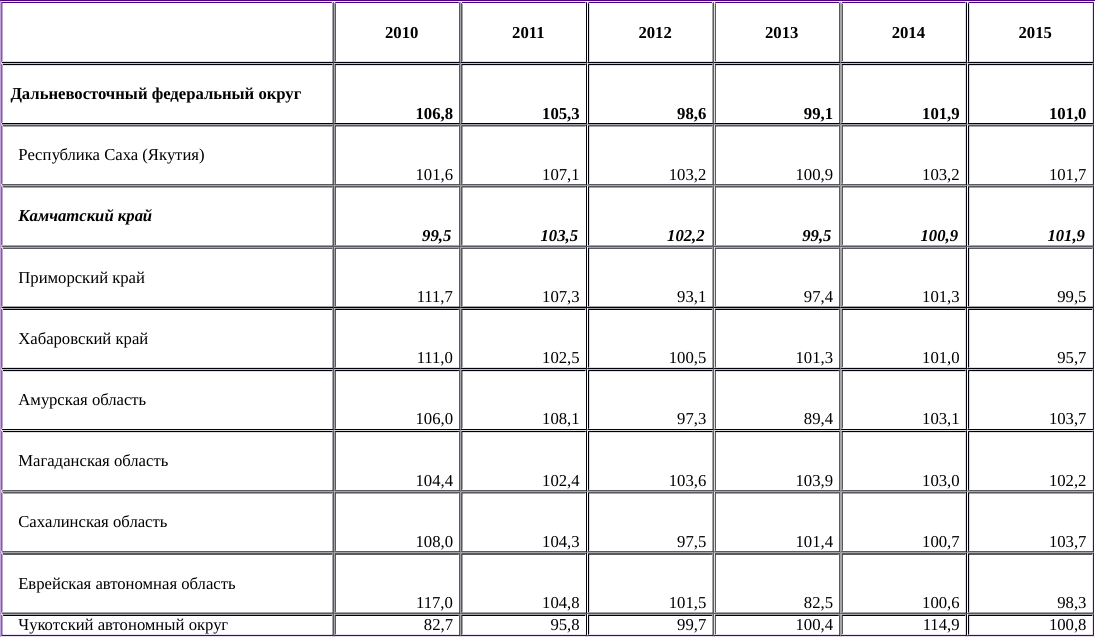 2010 2011 2012 2013 2014 2015
Дальневосточный федеральный округ 106,8 105,3 98,6 99,1 101,9 101,0
Республика Саха (Якутия) 101,6 107,1 103,2 100,9 103,2 101,7
Камчатский край 99,5 103,5 102,2 99,5 100,9 101,9
Приморский край 111,7 107,3 93,1 97,4 101,3 99,5
Хабаровский край 111,0 102,5 100,5 101,3 101,0 95,7
Амурская область 106,0 108,1 97,3 89,4 103,1 103,7
Магаданская область 104,4 102,4 103,6 103,9 103,0 102,2
Сахалинская область 108,0 104,3 97,5 101,4 100,7 103,7
Еврейская автономная область 117,0 104,8 101,5 82,5 100,6 98,3
Чукотский автономный округ 82,7 95,8 99,7 100,4 114,9 100,8